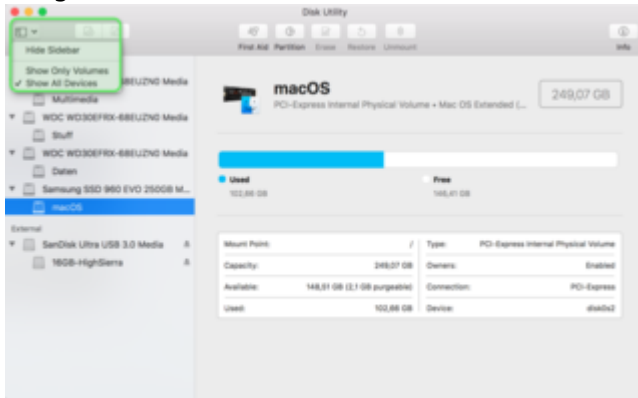 Disk Utility
First Aid Partition Erase Restore Unmount Info
Hide Sidebar
Show Only Volumes
Show All Devices
68EUZN0 Media
Multimedia
WDC WD30EFRX-68EUZN0 Media
Stuff
WDC WD30EFRX-68EUZN0 Media
Daten
Samsung SSD 960 EVO 250GB M...
macOS
External
SanDisk Ultra USB 3.0 Media
16GB-HighSierra
macOS
PCI-Express Internal Physical Volume • Mac OS Extended (...
249,07 GB
Used
102,66 GB
Free
146,41 GB
Mount Point: /
Capacity: 249,07 GB
Available: 148,51 GB (2,1 GB purgeable)
Used: 102,66 GB
Type: PCI-Express Internal Physical Volume
Owners: Enabled
Connection: PCI-Express
Device: disk0s2